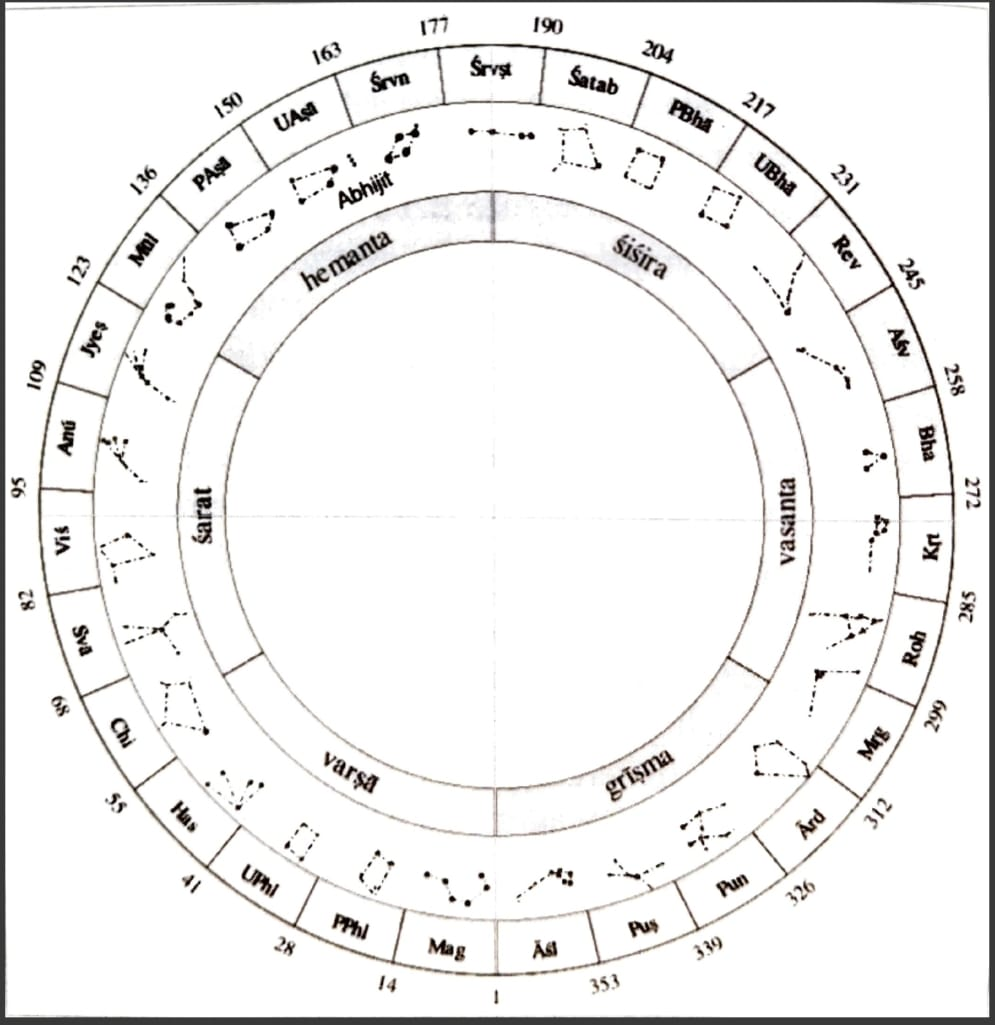 177
190
163
204
150
217
136
231
123
245
109
258
95
272
82
285
68
299
55
312
41
326
28
339
14
353
1
Śrvṣt
Śatab
PBhā
UBhā
Rev
Aśv
Bha
Kṛt
Roh
Mṛg
Ārd
Pun
Puṣ
Āśl
Mag
PPhl
UPhl
Has
Chi
Svā
Viś
Anū
Jyeṣ
Mūl
PAṣā
UAṣā
Śrvn
Abhijit
hemanta
śiśira
vasanta
grīṣma
varṣā
śarat